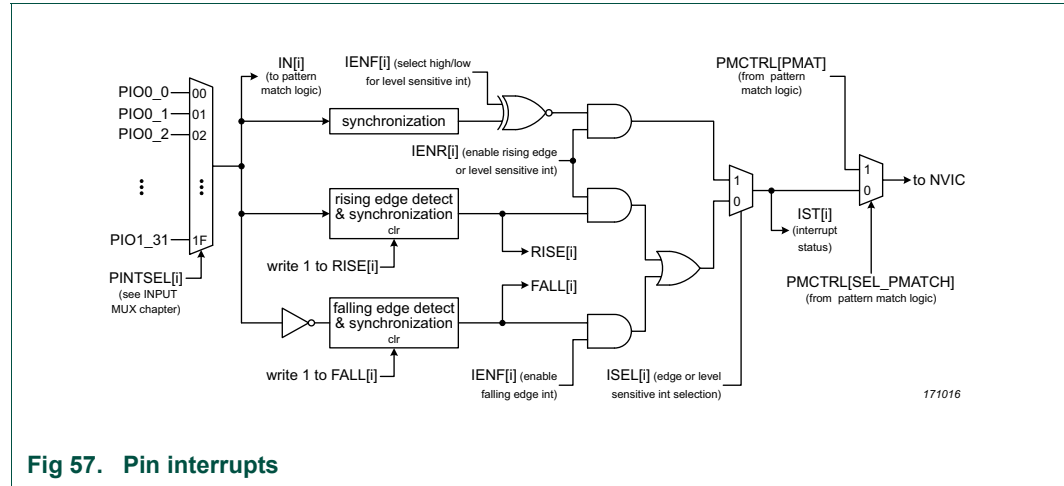 IN[i]
(to pattern
match logic)
IENF[i] (select high/low
for level sensitive int)
PMCTRL[PMAT]
(from pattern
match logic)
PIO0_0
00
PIO0_1
01
PIO0_2
02
PIO1_31
1F
PINTSEL[i]
(see INPUT
MUX chapter)
synchronization
IENR[i] (enable rising edge
or level sensitive int)
rising edge detect
& synchronization
clr
write 1 to RISE[i]
RISE[i]
FALL[i]
falling edge detect
& synchronization
clr
write 1 to FALL[i]
IENF[i] (enable
falling edge int)
1
0
ISEL[i] (edge or level
sensitive int selection)
IST[i]
(interrupt
status)
1
0
to NVIC
PMCTRL[SEL_PMATCH]
(from pattern match logic)
171016
Fig 57. Pin interrupts